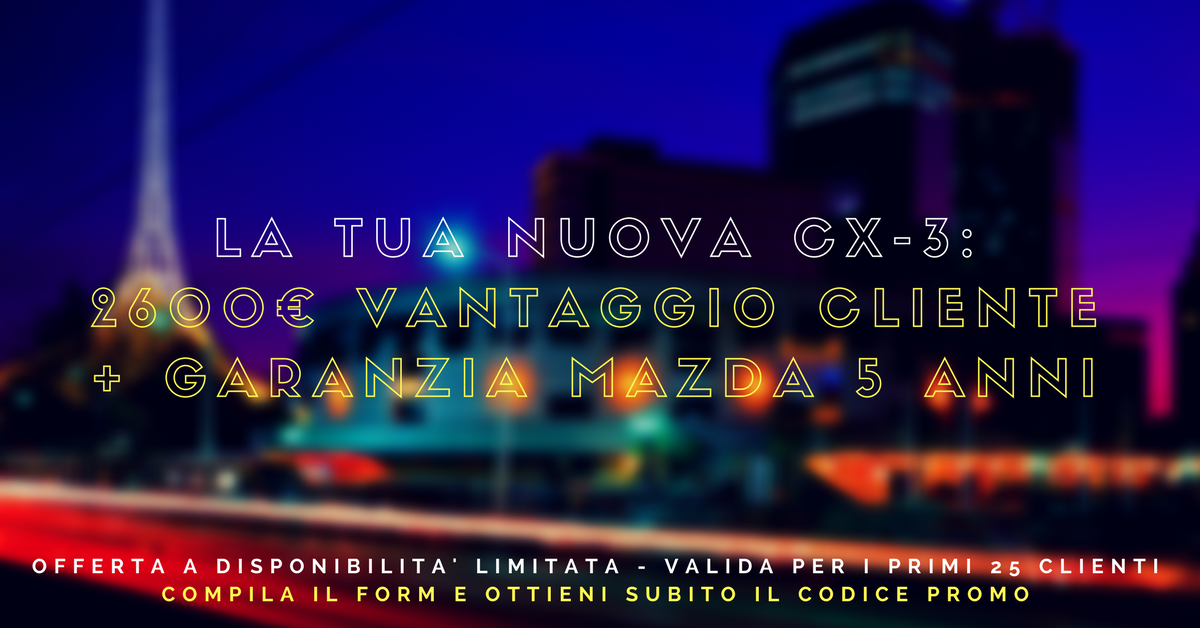 LA TUA NUOVA CX-3:
2600€ VANTAGGIO CLIENTE
+ GARANZIA MAZDA 5 ANNI
OFFERTA A DISPONIBILITA' LIMITATA - VALIDA PER I PRIMI 25 CLIENTI
COMPILA IL FORM E OTTIENI SUBITO IL CODICE PROMO